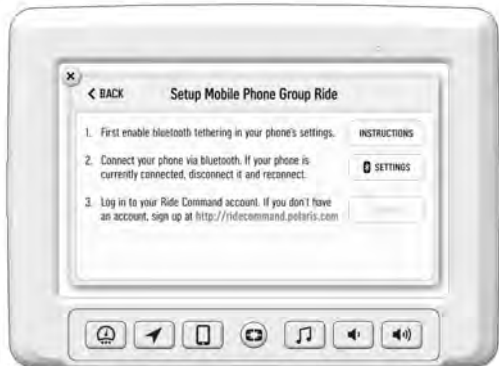 BACK
Setup Mobile Phone Group Ride
1. First enable bluetooth tethering in your phone's settings.
INSTRUCTIONS
2. Connect your phone via bluetooth. If your phone is
currently connected, disconnect it and reconnect.
SETTINGS
3. Log in to your Ride Command account. If you don't have
an account, sign up at http://ridecommand.polaris.com